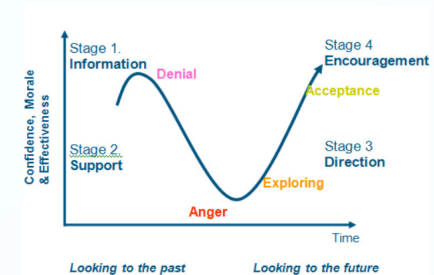 Stage 1.
Information
Denial
Stage 4
Encouragement
Acceptance
Confidence, Morale
& Effectiveness
Stage 2.
Support
Stage 3
Direction
Exploring
Anger
Time
Looking to the past
Looking to the future